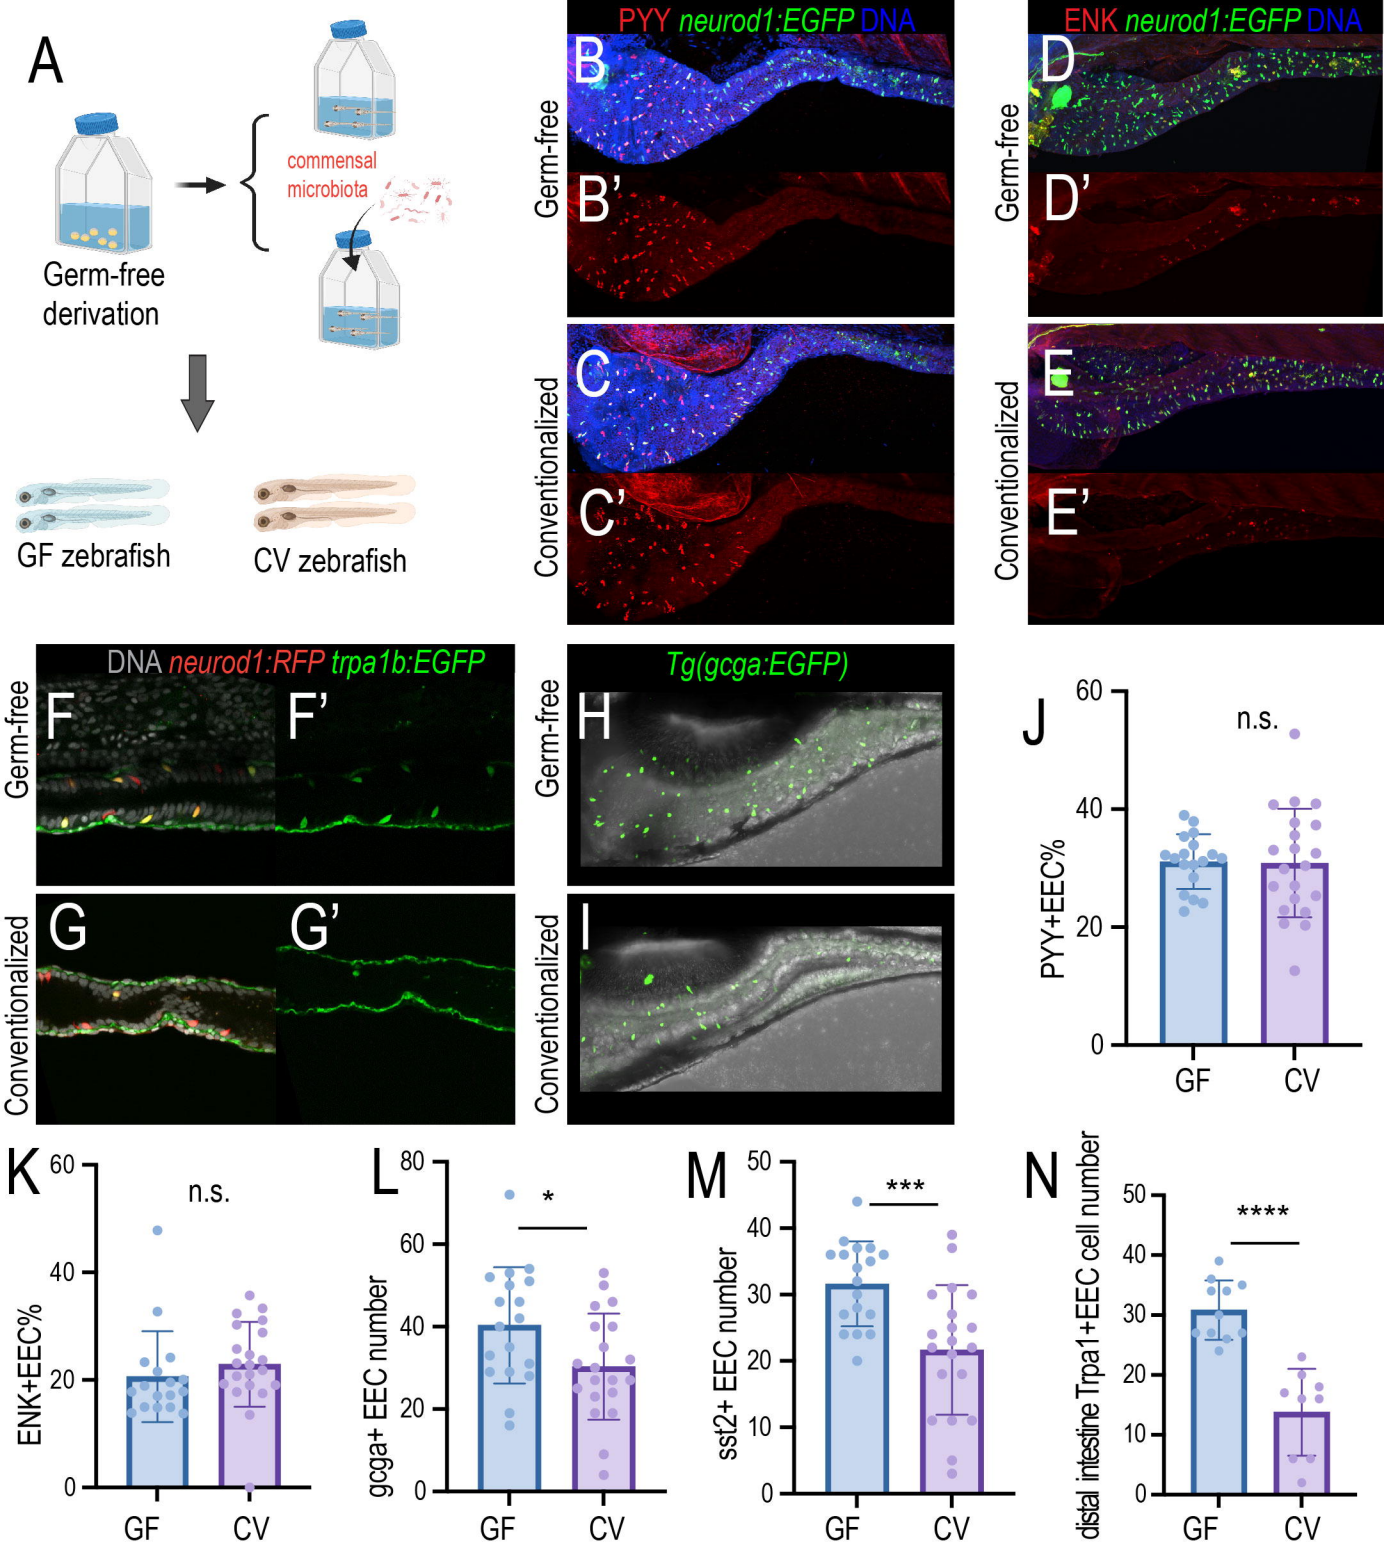 A
commensal
microbiota
Germ-free
derivation
GF zebrafish
CV zebrafish
PYY neurod1:EGFP DNA
Germ-free
B
B’
Conventionalized
C
C’
ENK neurod1:EGFP DNA
Germ-free
D
D’
Conventionalized
E
E’
DNA neurod1:RFP trpa1b:EGFP
Germ-free
F
F’
Conventionalized
G
G’
Tg(gcga:EGFP)
Germ-free
H
Conventionalized
I
J
n.s.
PYY+EEC%
60
40
20
0
GF
CV
K
n.s.
ENK+EEC%
60
40
20
0
GF
CV
L
*
gcga+ EEC number
80
60
40
20
0
GF
CV
M
***
sst2+ EEC number
50
40
30
20
10
0
GF
CV
N
****
distal intestine Trpa1+EEC cell number
50
40
30
20
10
0
GF
CV